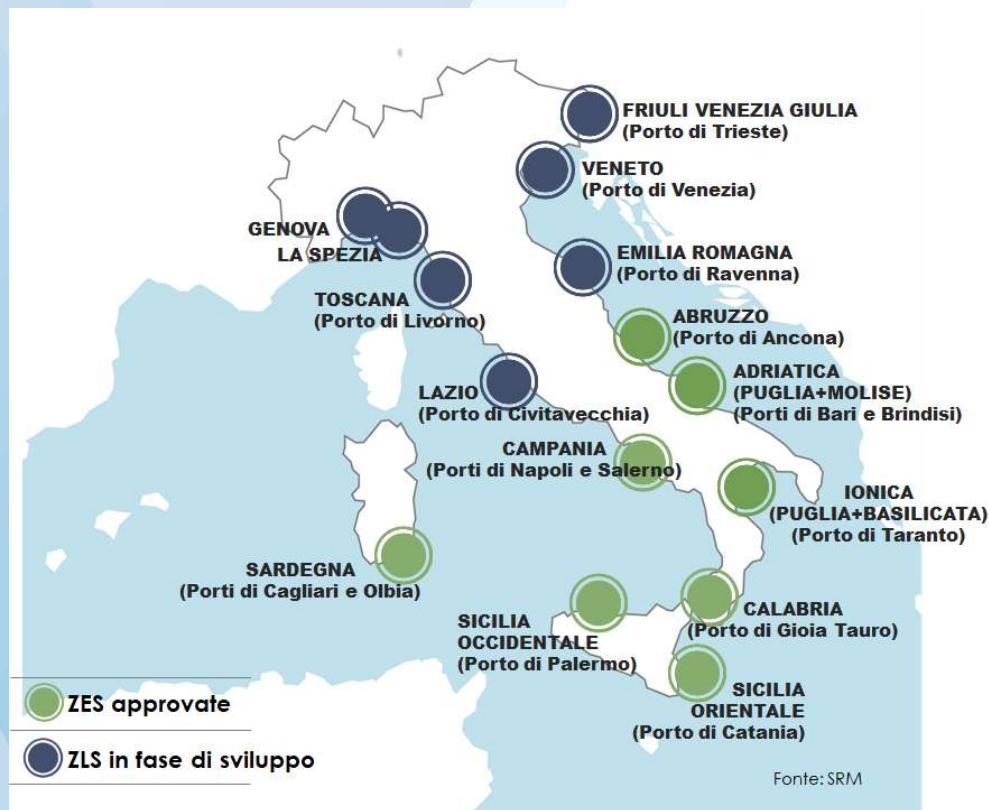 FRIULI VENEZIA GIULIA
(Porto di Trieste)
VENETO
(Porto di Venezia)
GENOVA
LA SPEZIA
EMILIA ROMAGNA
(Porto di Ravenna)
TOSCANA
(Porto di Livorno)
ABRUZZO
(Porto di Ancona)
ADRIATICA
(PUGLIA+MOLISE)
(Porti di Bari e Brindisi)
LAZIO
(Porto di Civitavecchia)
CAMPANIA
(Porti di Napoli e Salerno)
IONICA
(PUGLIA+BASILICATA)
(Porto di Taranto)
SARDEGNA
(Porti di Cagliari e Olbia)
SICILIA
OCCIDENTALE
(Porto di Palermo)
CALABRIA
(Porto di Gioia Tauro)
SICILIA
ORIENTALE
(Porto di Catania)
ZES approvate
ZLS in fase di sviluppo
Fonte: SRM